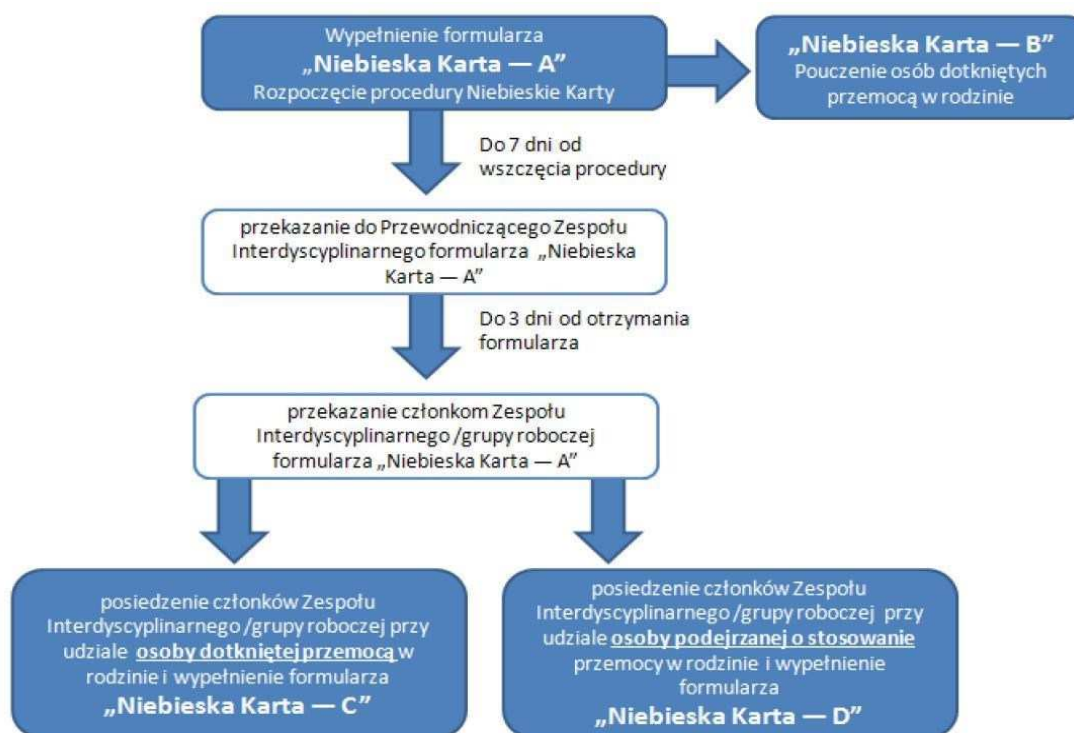 Wypełnienie formularza
„Niebieska Karta — A”
Rozpoczęcie procedury Niebieskie Karty
„Niebieska Karta — B”
Pouczenie osób dotkniętych
przemocą w rodzinie
Do 7 dni od
wszczęcia procedury
przekazanie do Przewodniczącego Zespołu
Interdyscyplinarnego formularza „Niebieska
Karta — A”
Do 3 dni od otrzymania
formularza
przekazanie członkom Zespołu
Interdyscyplinarnego /grupy roboczej
formularza „Niebieska Karta — A”
posiedzenie członków Zespołu
Interdyscyplinarnego /grupy roboczej przy
udziale osoby dotkniętej przemocą w
rodzinie i wypełnienie formularza
„Niebieska Karta — C”
posiedzenie członków Zespołu
Interdyscyplinarnego /grupy roboczej przy
udziale osoby podejrzanej o stosowanie
przemocy w rodzinie i wypełnienie
formularza
„Niebieska Karta — D”